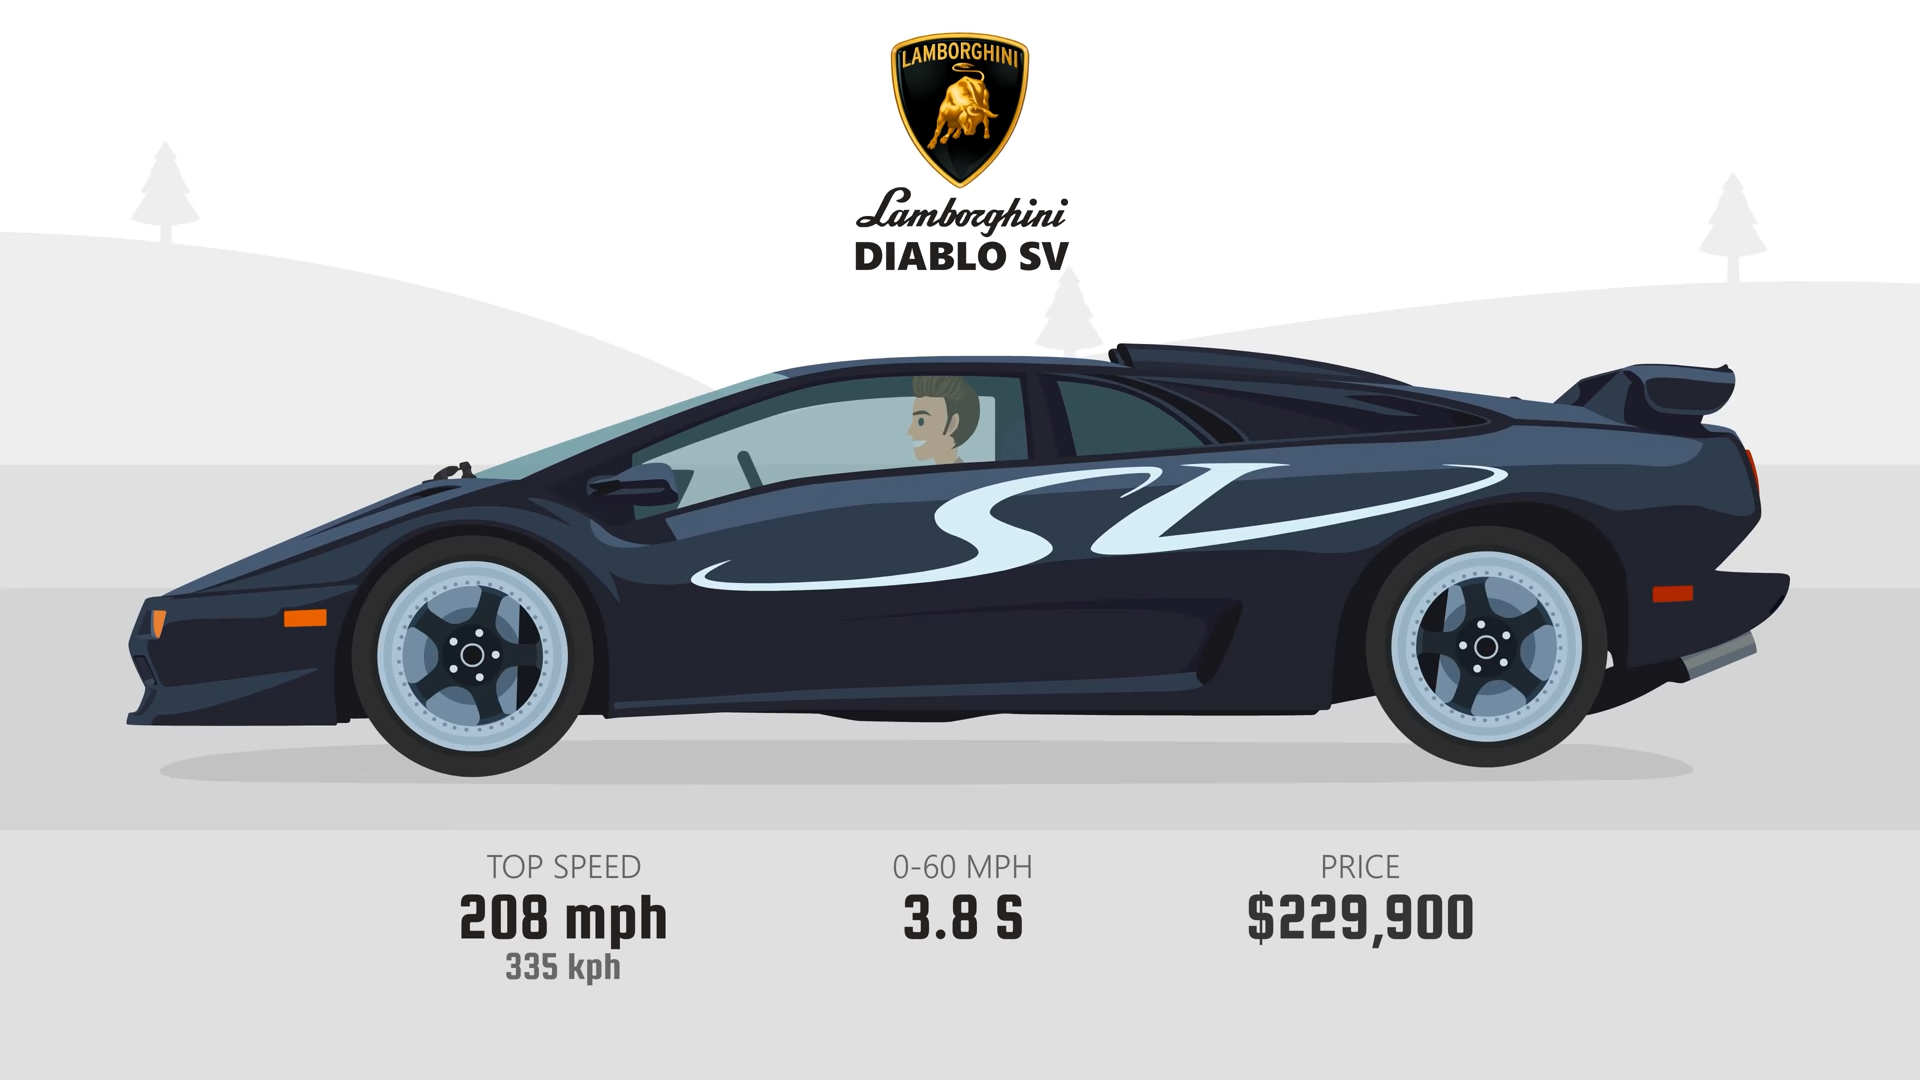 LAMBORGHINI
Lamborghini
DIABLO SV
SV
TOP SPEED
208 mph
335 kph
0-60 MPH
3.8 S
PRICE
$229,900